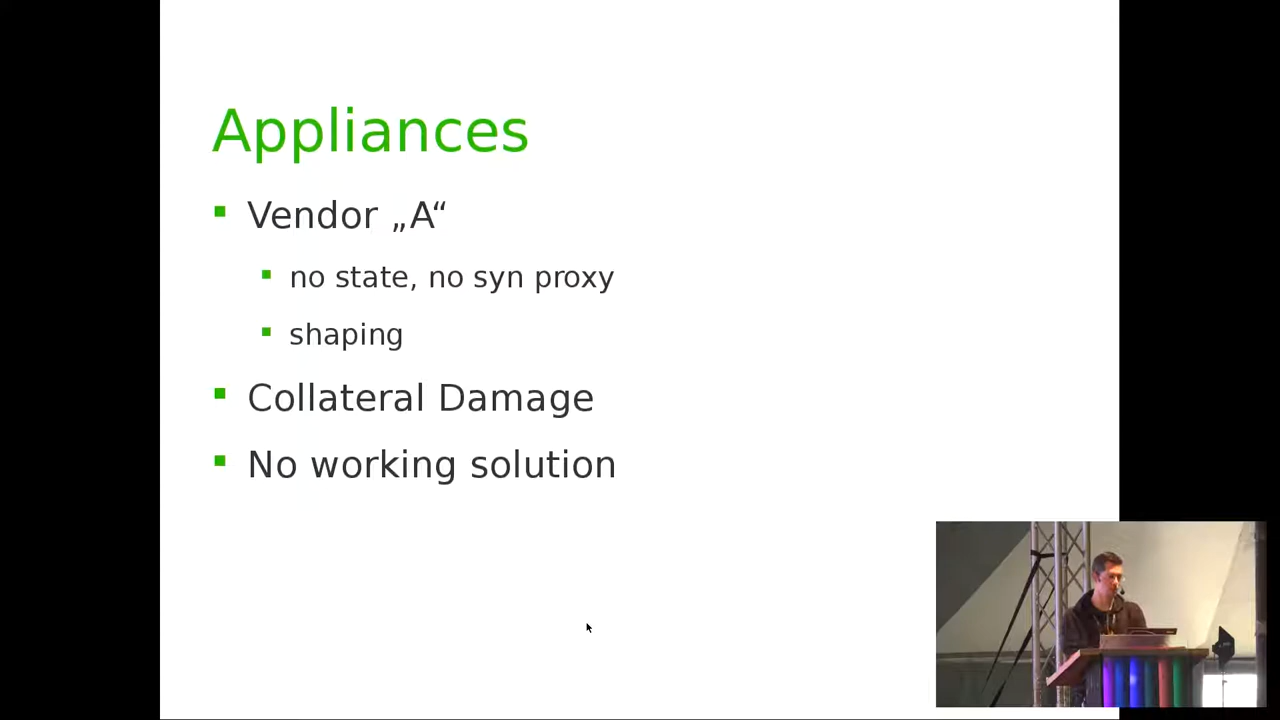 Appliances
Vendor „A“
no state, no syn proxy
shaping
Collateral Damage
No working solution